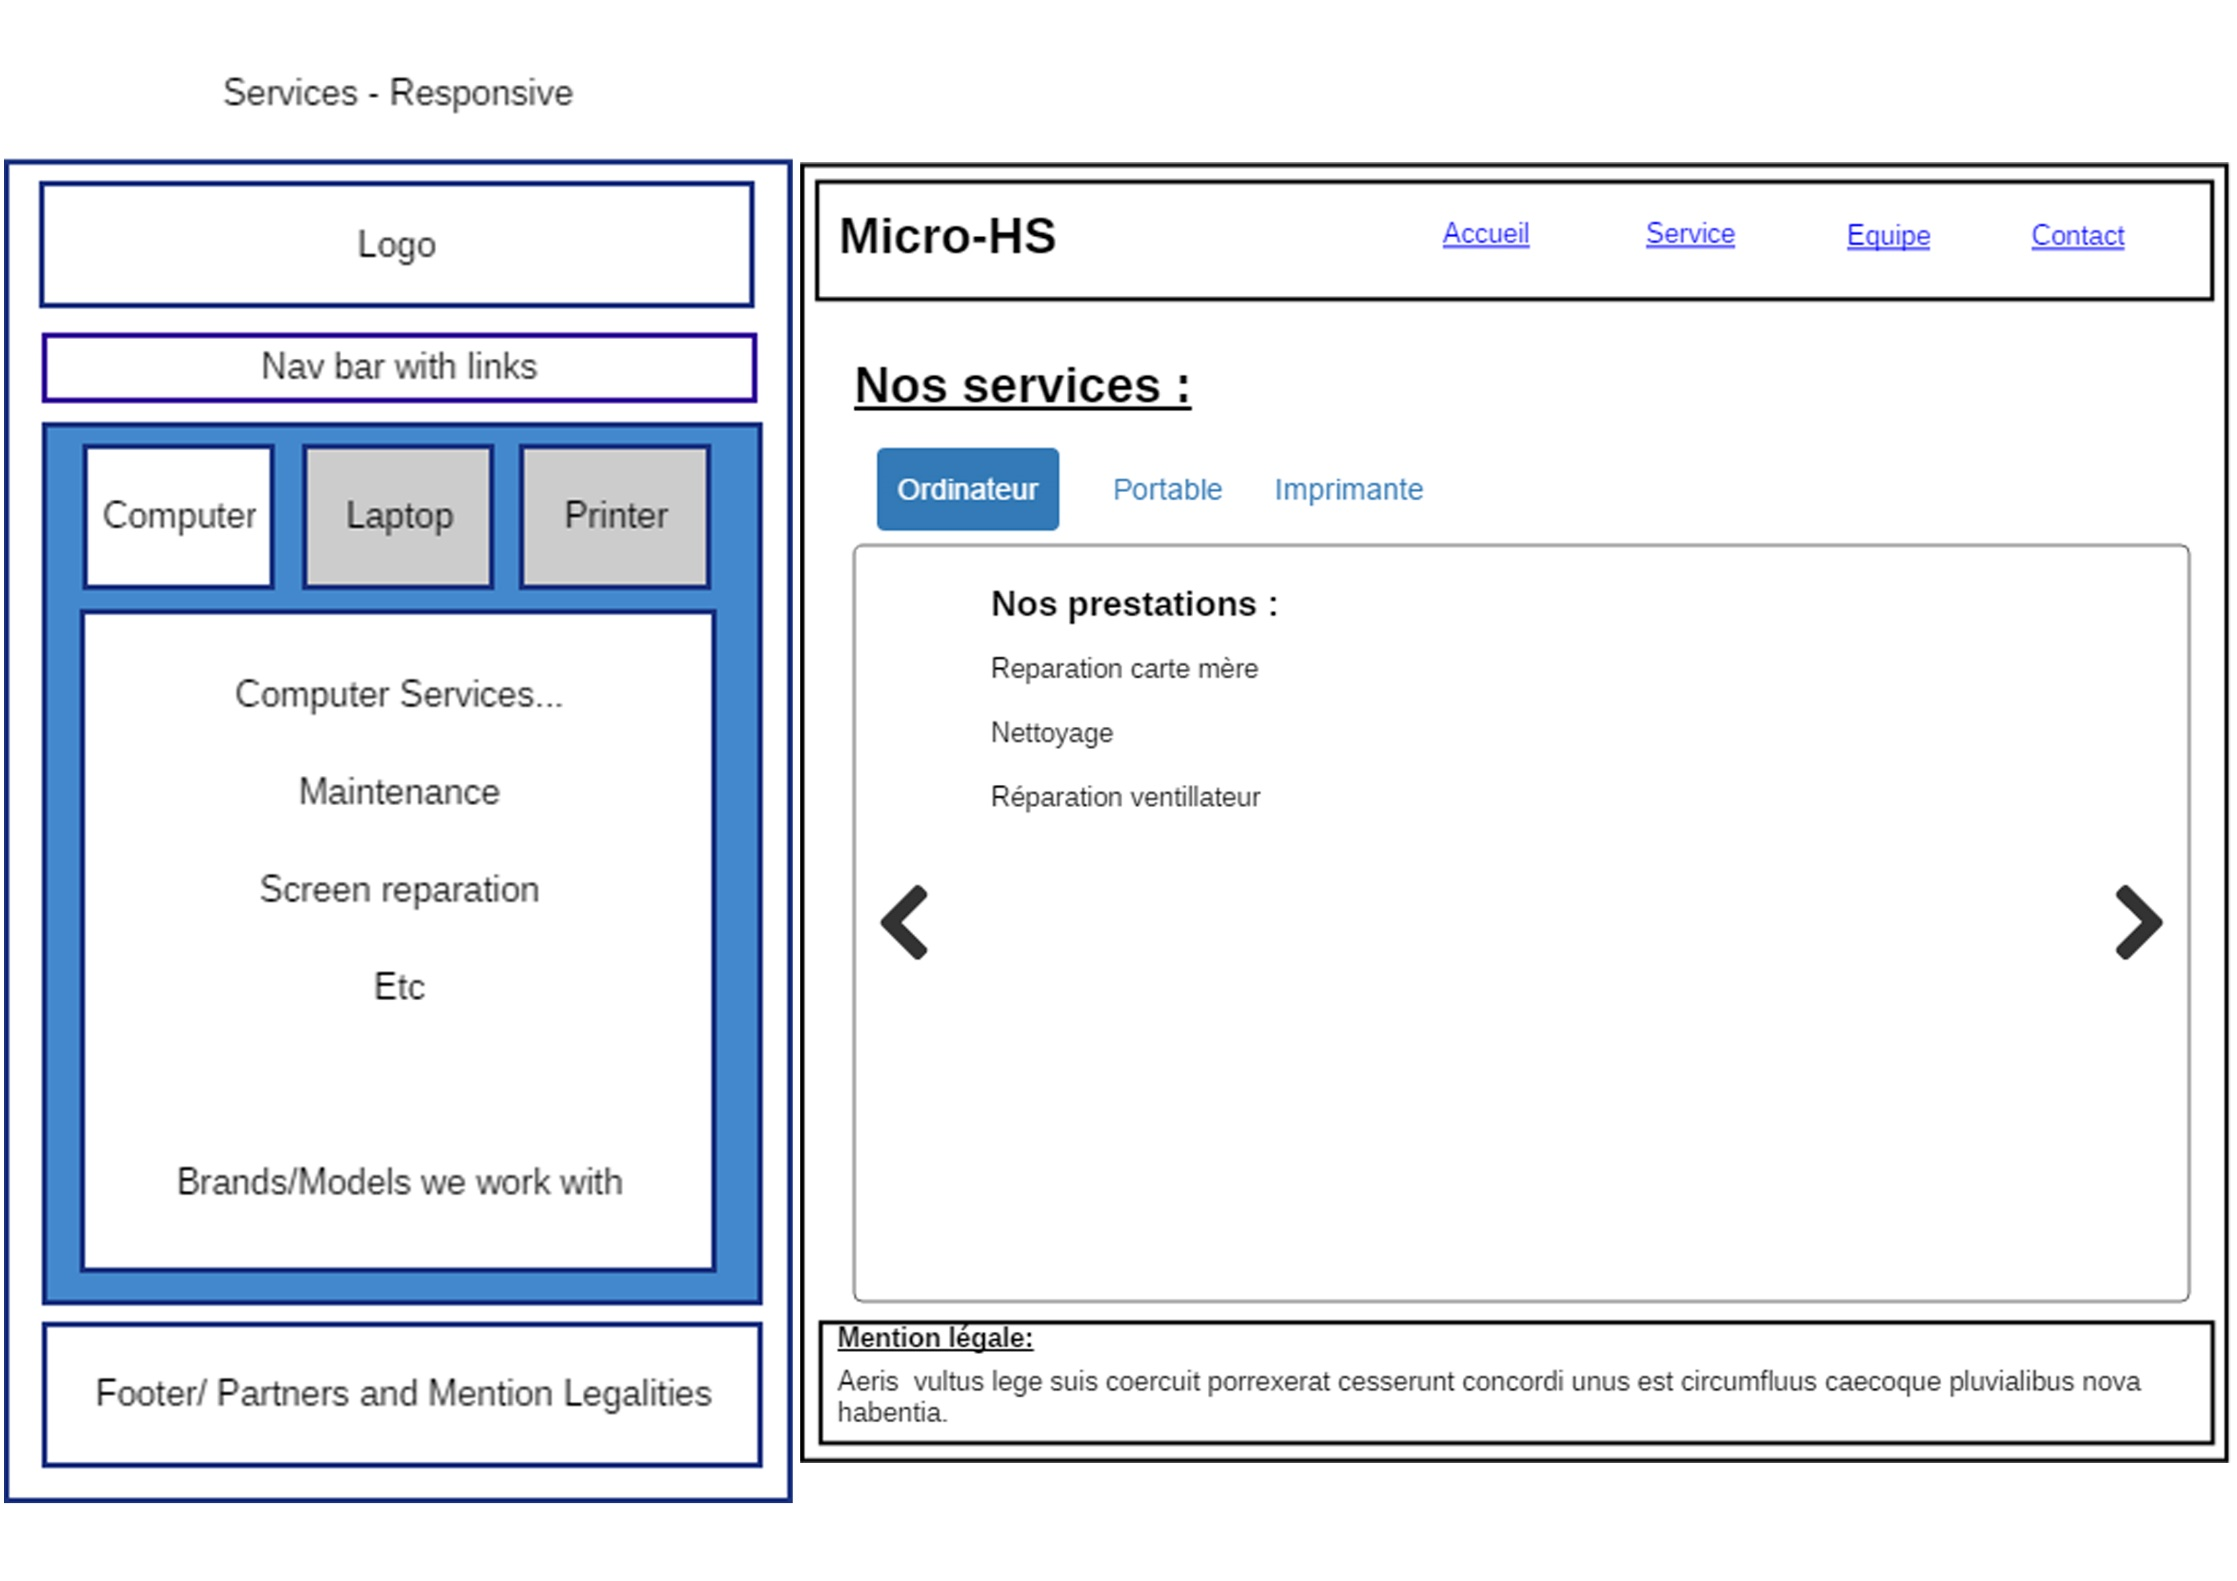 Services - Responsive
Logo
Nav bar with links
Computer
Laptop
Printer
Computer Services...
Maintenance
Screen reparation
Etc
Brands/Models we work with
Footer/ Partners and Mention Legalities
Micro-HS
Accueil
Service
Equipe
Contact
Nos services :
Ordinateur
Portable
Imprimante
Nos prestations :
Reparation carte mère
Nettoyage
Réparation ventillateur
Mention légale:
Aeris  vultus lege suis coercuit porrexerat cesserunt concordi unus est circumfluus caecoque pluvialibus nova
habentia.